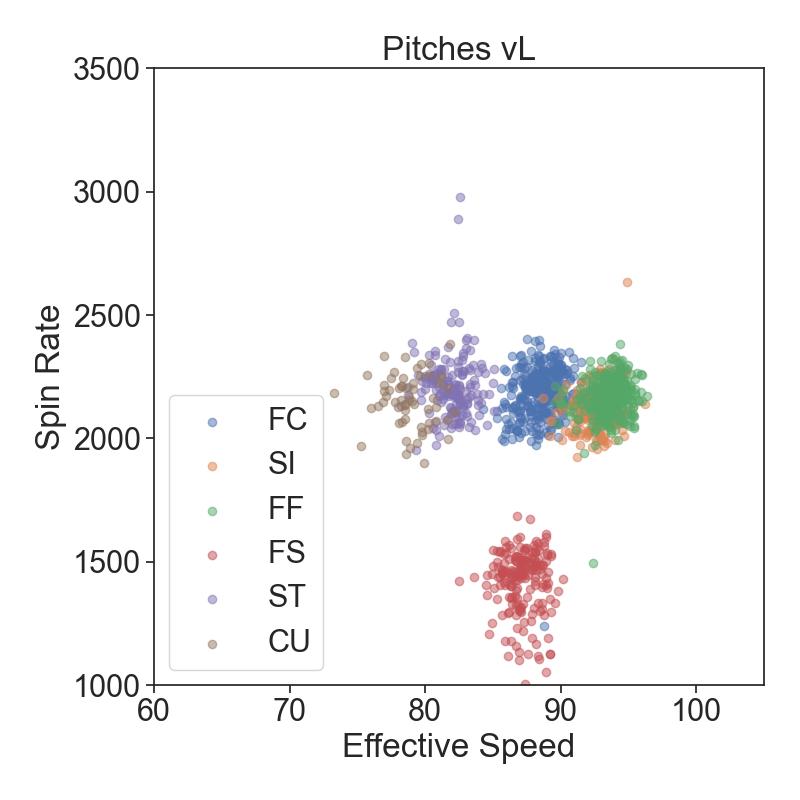 Pitches vL
3500
3000
2500
2000
1500
1000
Spin Rate
FC
SI
FF
FS
ST
CU
60 70 80 90 100
Effective Speed